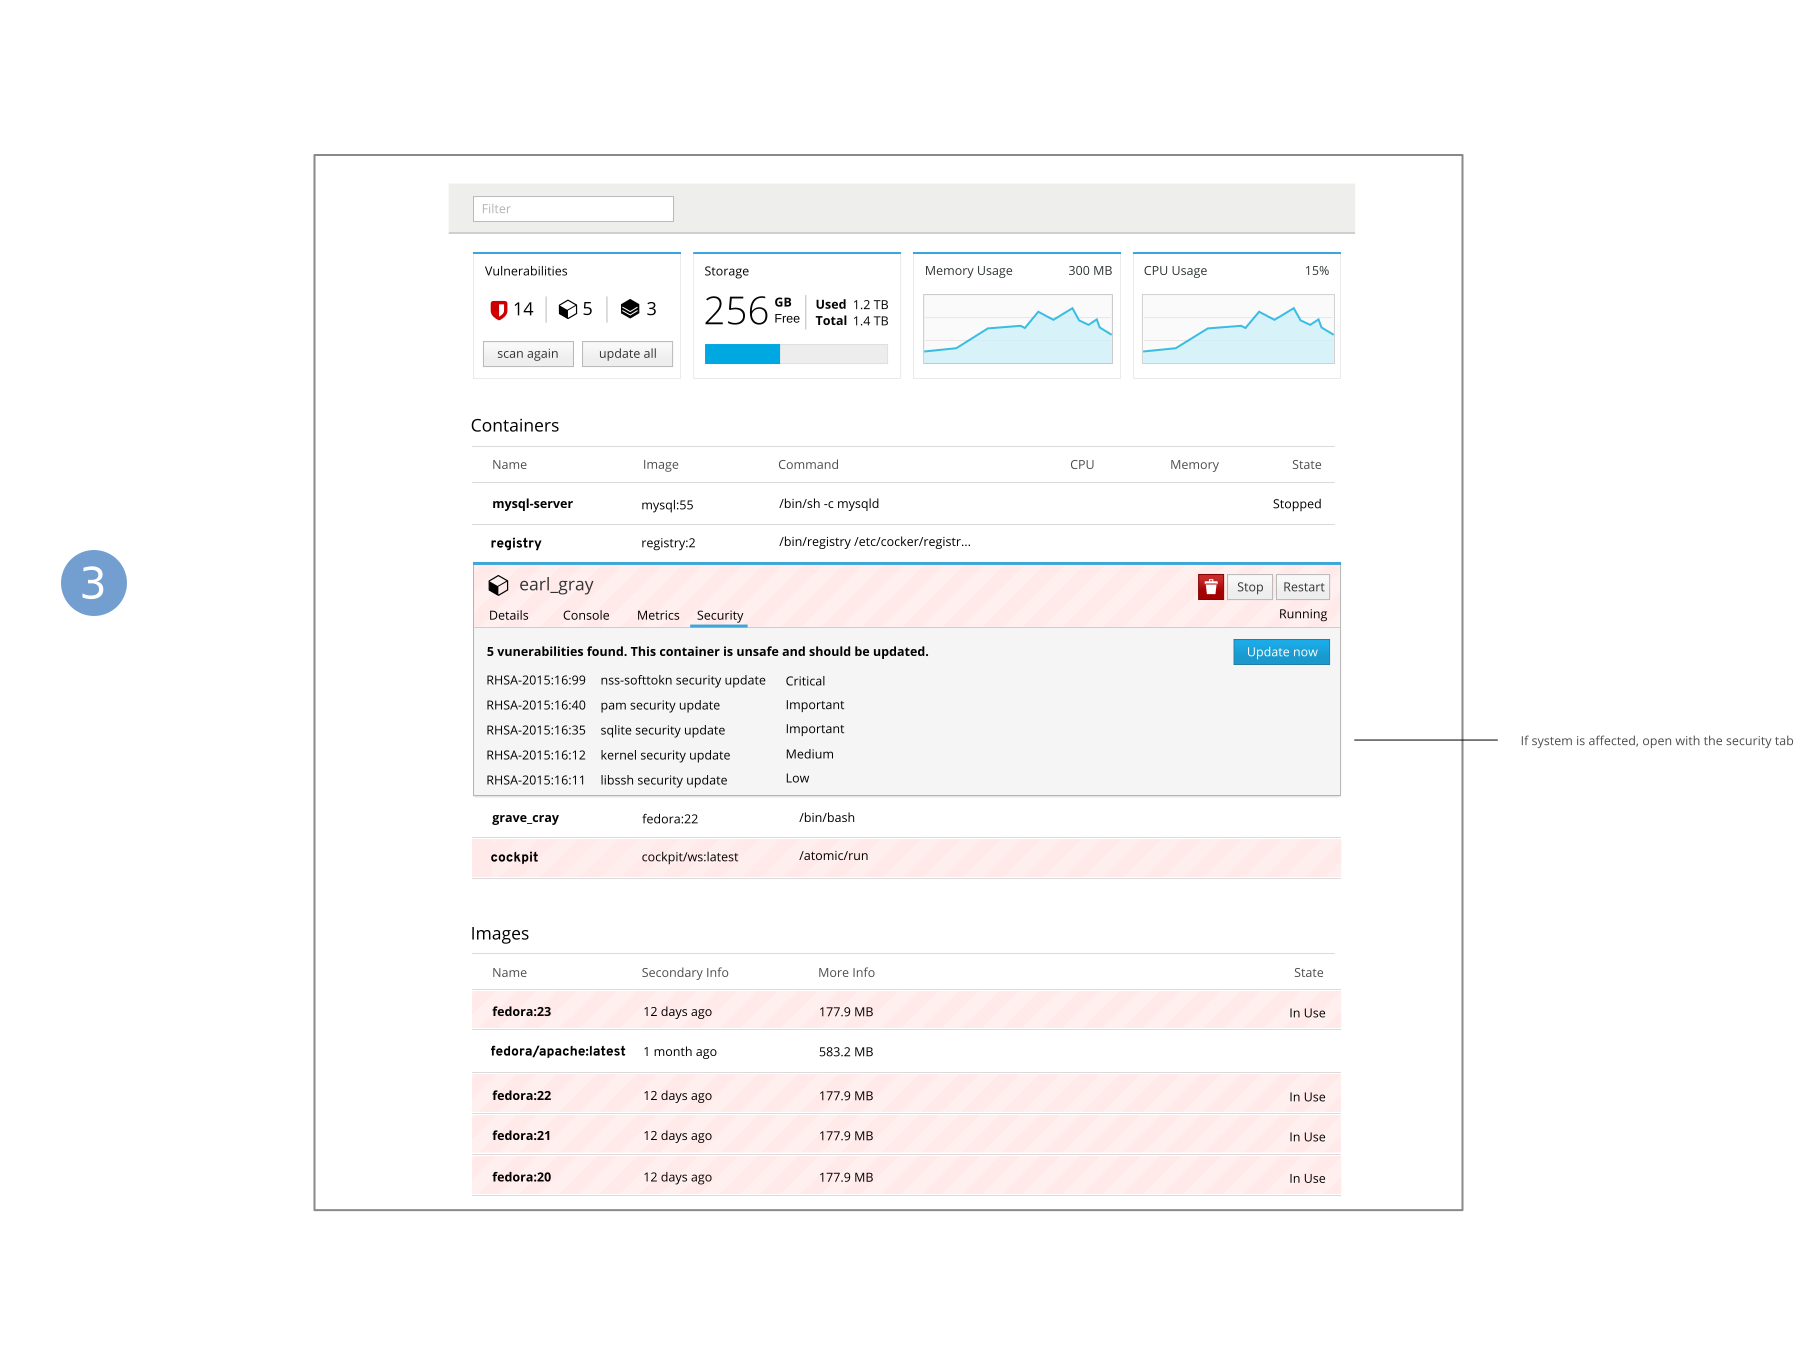 Filter
Vulnerabilities
14 5 3
scan again update all
Storage
256 GB Free
Used 1.2 TB
Total 1.4 TB
Memory Usage 300 MB
CPU Usage 15%
Containers
Name Image Command CPU Memory State
mysql-server mysql:55 /bin/sh -c mysqld Stopped
registry registry:2 /bin/registry /etc/cocker/registr...
3
earl_gray Stop Restart
Details Console Metrics Security Running
5 vunerabilities found. This container is unsafe and should be updated. Update now
RHSA-2015:16:99 nss-softtokn security update Critical
RHSA-2015:16:40 pam security update Important
RHSA-2015:16:35 sqlite security update Important
If system is affected, open with the security tab
RHSA-2015:16:12 kernel security update Medium
RHSA-2015:16:11 libssh security update Low
grave_cray fedora:22 /bin/bash
cockpit cockpit/ws:latest /atomic/run
Images
Name Secondary Info More Info State
fedora:23 12 days ago 177.9 MB In Use
fedora/apache:latest 1 month ago 583.2 MB
fedora:22 12 days ago 177.9 MB In Use
fedora:21 12 days ago 177.9 MB In Use
fedora:20 12 days ago 177.9 MB In Use